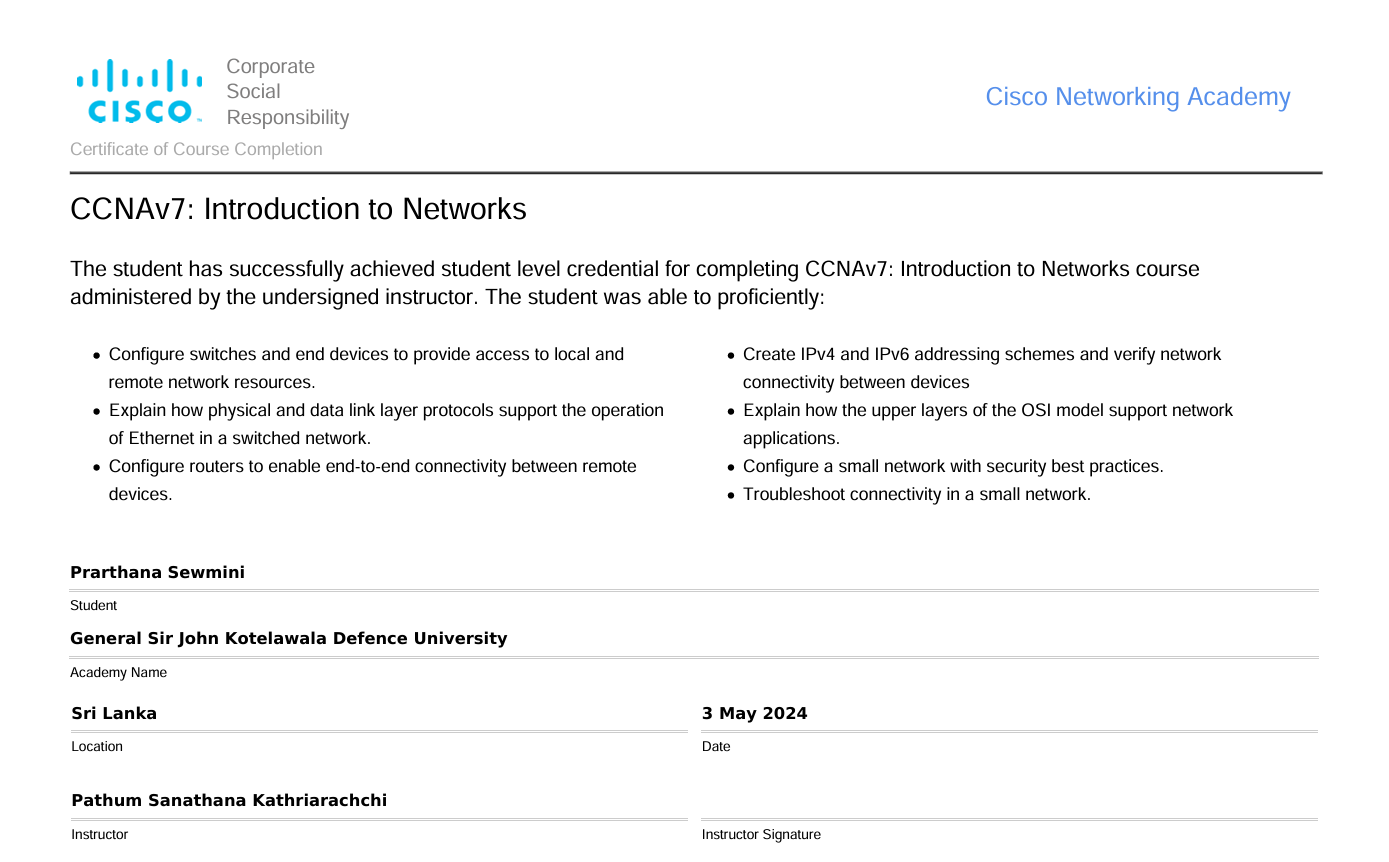 CISCO
Corporate
Social
Responsibility
Cisco Networking Academy
Certificate of Course Completion
CCNAv7: Introduction to Networks
The student has successfully achieved student level credential for completing CCNAv7: Introduction to Networks course
administered by the undersigned instructor. The student was able to proficiently:
• Configure switches and end devices to provide access to local and
remote network resources.
• Explain how physical and data link layer protocols support the operation
of Ethernet in a switched network.
• Configure routers to enable end-to-end connectivity between remote
devices.
• Create IPv4 and IPv6 addressing schemes and verify network
connectivity between devices
• Explain how the upper layers of the OSI model support network
applications.
• Configure a small network with security best practices.
• Troubleshoot connectivity in a small network.
Prarthana Sewmini
Student
General Sir John Kotelawala Defence University
Academy Name
Sri Lanka
Location
3 May 2024
Date
Pathum Sanathana Kathriarachchi
Instructor
Instructor Signature